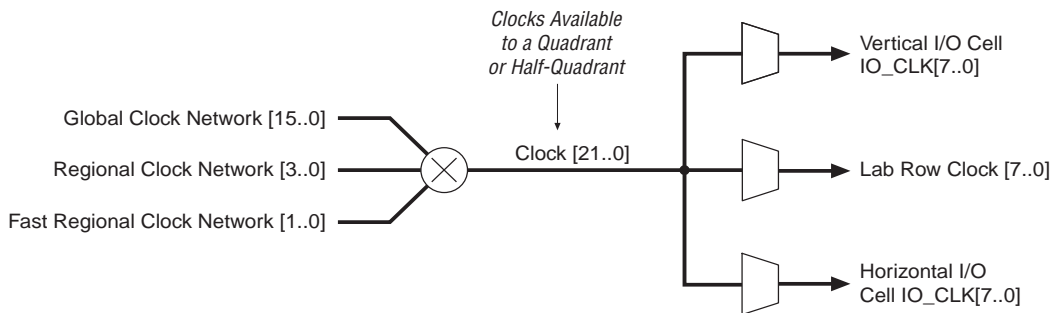 Clocks Available
to a Quadrant
or Half-Quadrant
Vertical I/O Cell
IO_CLK[7..0]
Global Clock Network [15..0]
Regional Clock Network [3..0]
Clock [21..0]
Lab Row Clock [7..0]
Fast Regional Clock Network [1..0]
Horizontal I/O
Cell IO_CLK[7..0]